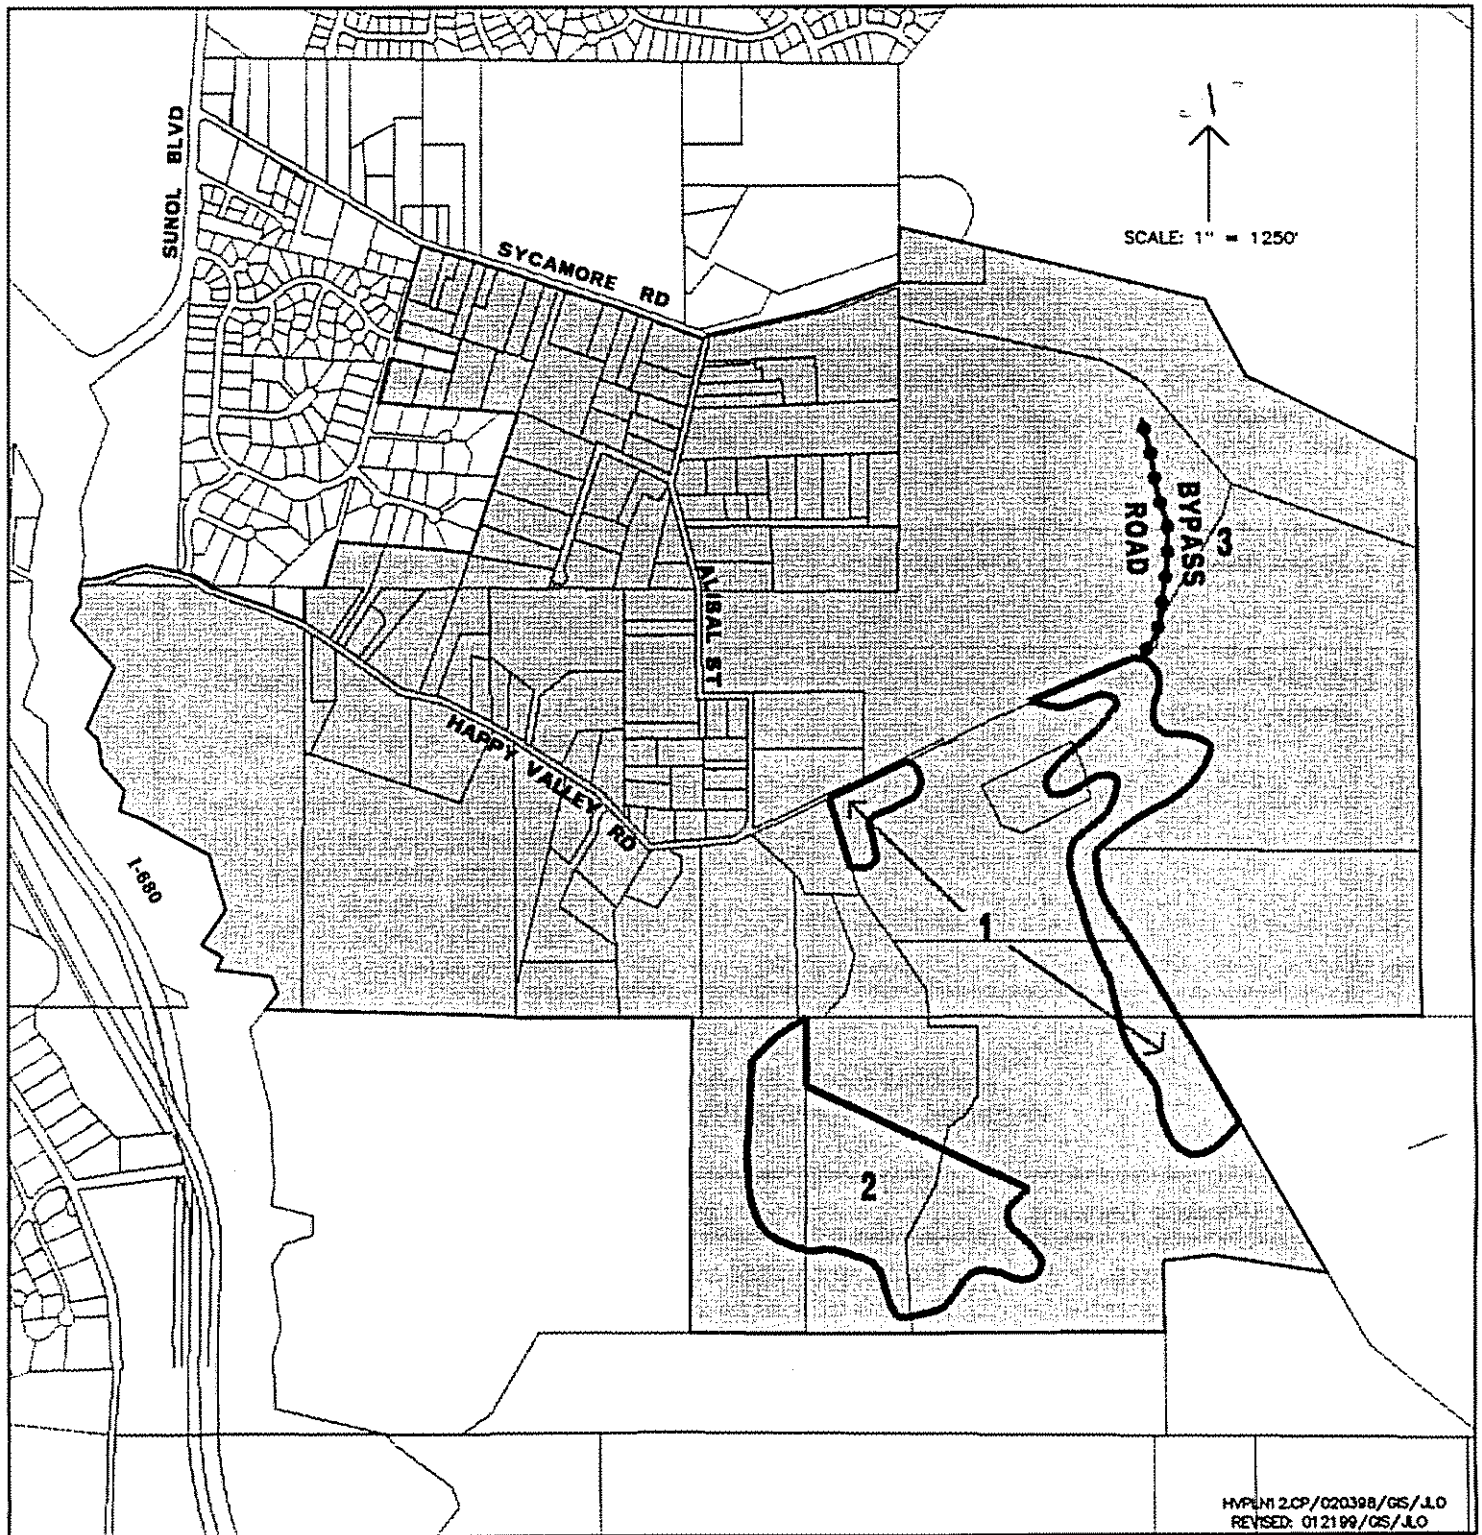 SUNOL BLVD
SCALE: 1" = 1250'
SYCAMORE RD
BYPASS
ROAD
3
ALISAL ST
HAPPY VALLEY RD
I-680
1
2
HVPLN12.CP/020398/GIS/JLO
REVISED: 012199/GIS/JLO